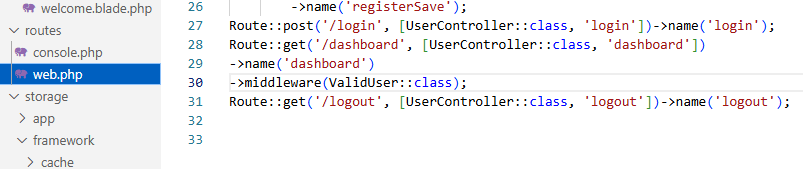 welcome.blade.php
routes
console.php
web.php
storage
app
framework
cache
26 ->name('registerSave');
27 Route::post('/login', [UserController::class, 'login'])->name('login');
28 Route::get('/dashboard', [UserController::class, 'dashboard'])
29 ->name('dashboard')
30 ->middleware(ValidUser::class);
31 Route::get('/logout', [UserController::class, 'logout'])->name('logout');
32
33